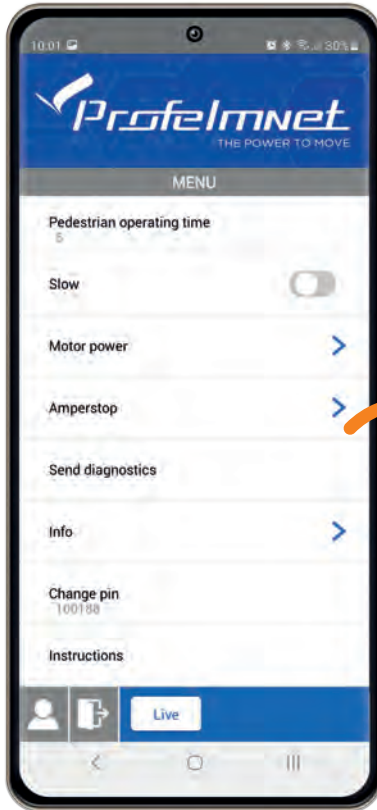 10:01
30%
Profelmnet
THE POWER TO MOVE
MENU
Pedestrian operating time
5
Slow
Motor power
Amperstop
Send diagnostics
Info
Change pin
100188
Instructions
Live